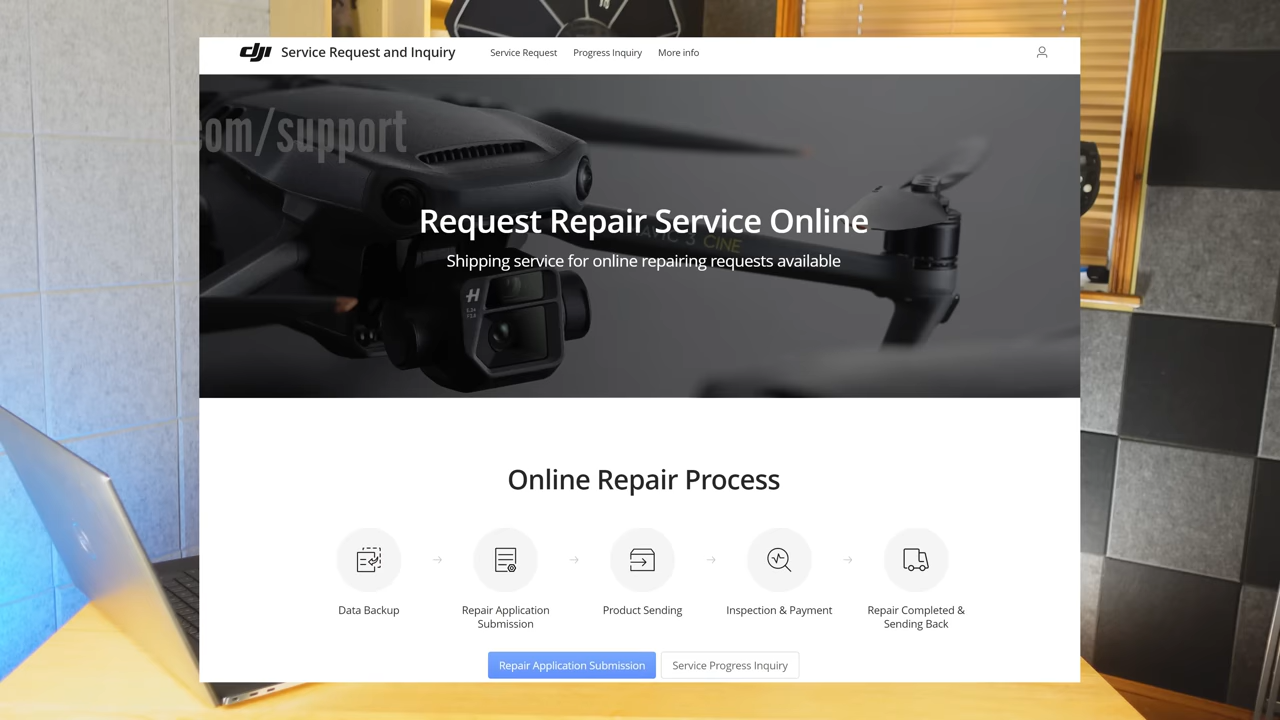 dji Service Request and Inquiry Service Request Progress Inquiry More info
com/support
Request Repair Service Online
CINE
Shipping service for online repairing requests available
H
Online Repair Process
Data Backup
Repair Application
Submission
Product Sending
Inspection & Payment
Repair Completed &
Sending Back
Repair Application Submission
Service Progress Inquiry